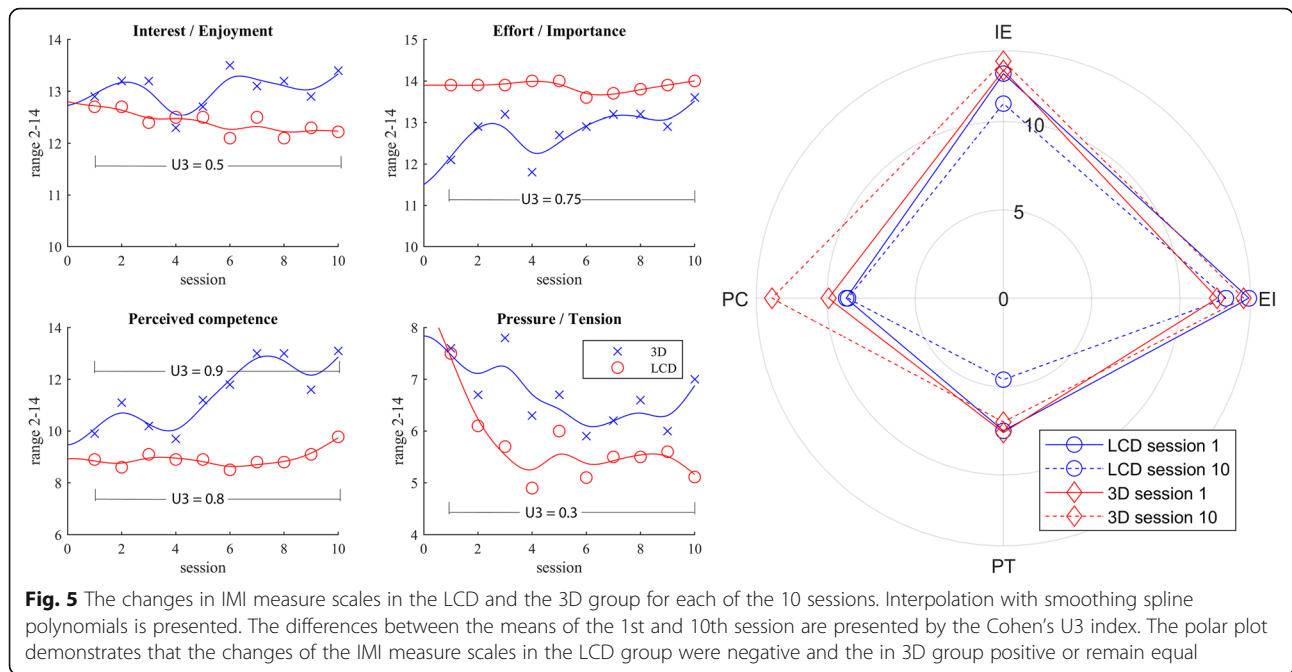 Interest / Enjoyment
14
13
12
11
10
range 2-14
U3 = 0.5
0 2 4 6 8 10
session
Effort / Importance
15
14
13
12
11
10
range 2-14
U3 = 0.75
0 2 4 6 8 10
session
Perceived competence
14
12
10
8
6
range 2-14
U3 = 0.9
U3 = 0.8
0 2 4 6 8 10
session
Pressure / Tension
8
7
6
5
4
range 2-14
3D
LCD
U3 = 0.3
0 2 4 6 8 10
session
IE
10
5
PC 0 EI
PT
LCD session 1
LCD session 10
3D session 1
3D session 10
Fig. 5 The changes in IMI measure scales in the LCD and the 3D group for each of the 10 sessions. Interpolation with smoothing spline
polynomials is presented. The differences between the means of the 1st and 10th session are presented by the Cohen's U3 index. The polar plot
demonstrates that the changes of the IMI measure scales in the LCD group were negative and the in 3D group positive or remain equal